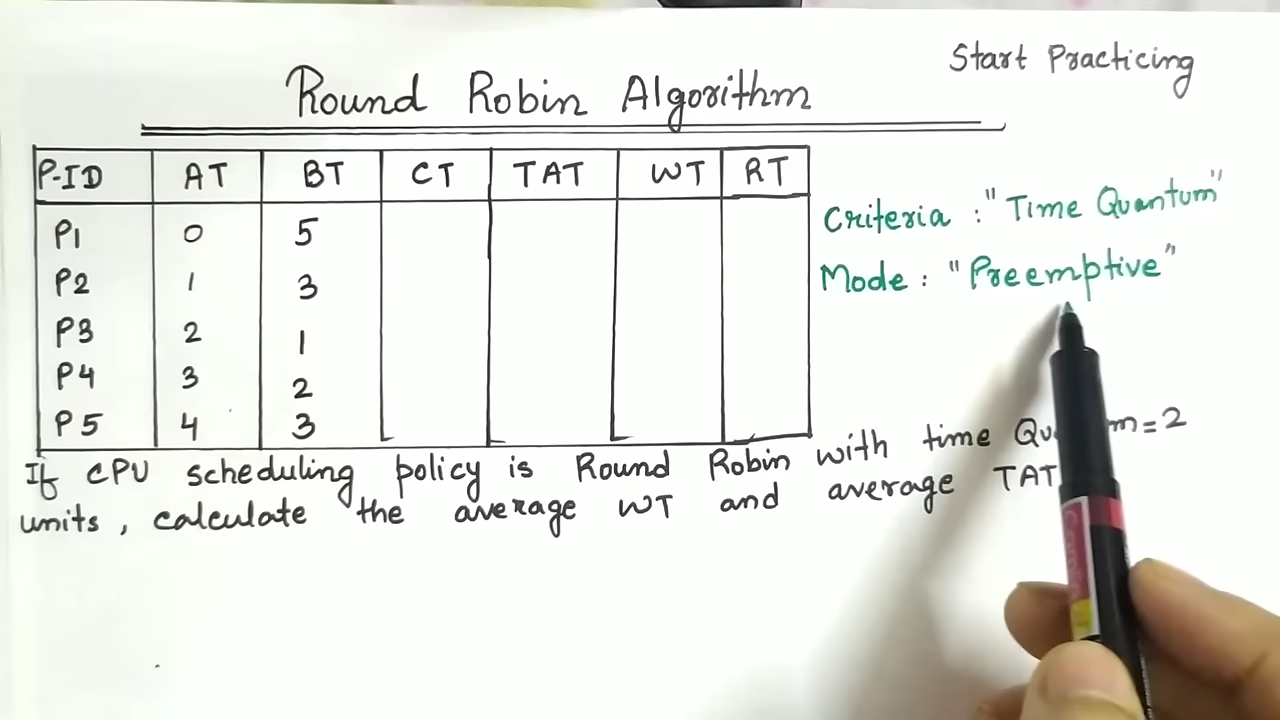 Start Practicing
Round Robin Algorithm
P-ID AT BT CT TAT WT RT
P1 0 5
P2 1 3
P3 2 1
P4 3 2
P5 4 3
Criteria : "Time Quantum"
Mode : "Preemptive"
If CPU scheduling policy is Round Robin with time = 2
units, calculate the average WT and average TAT